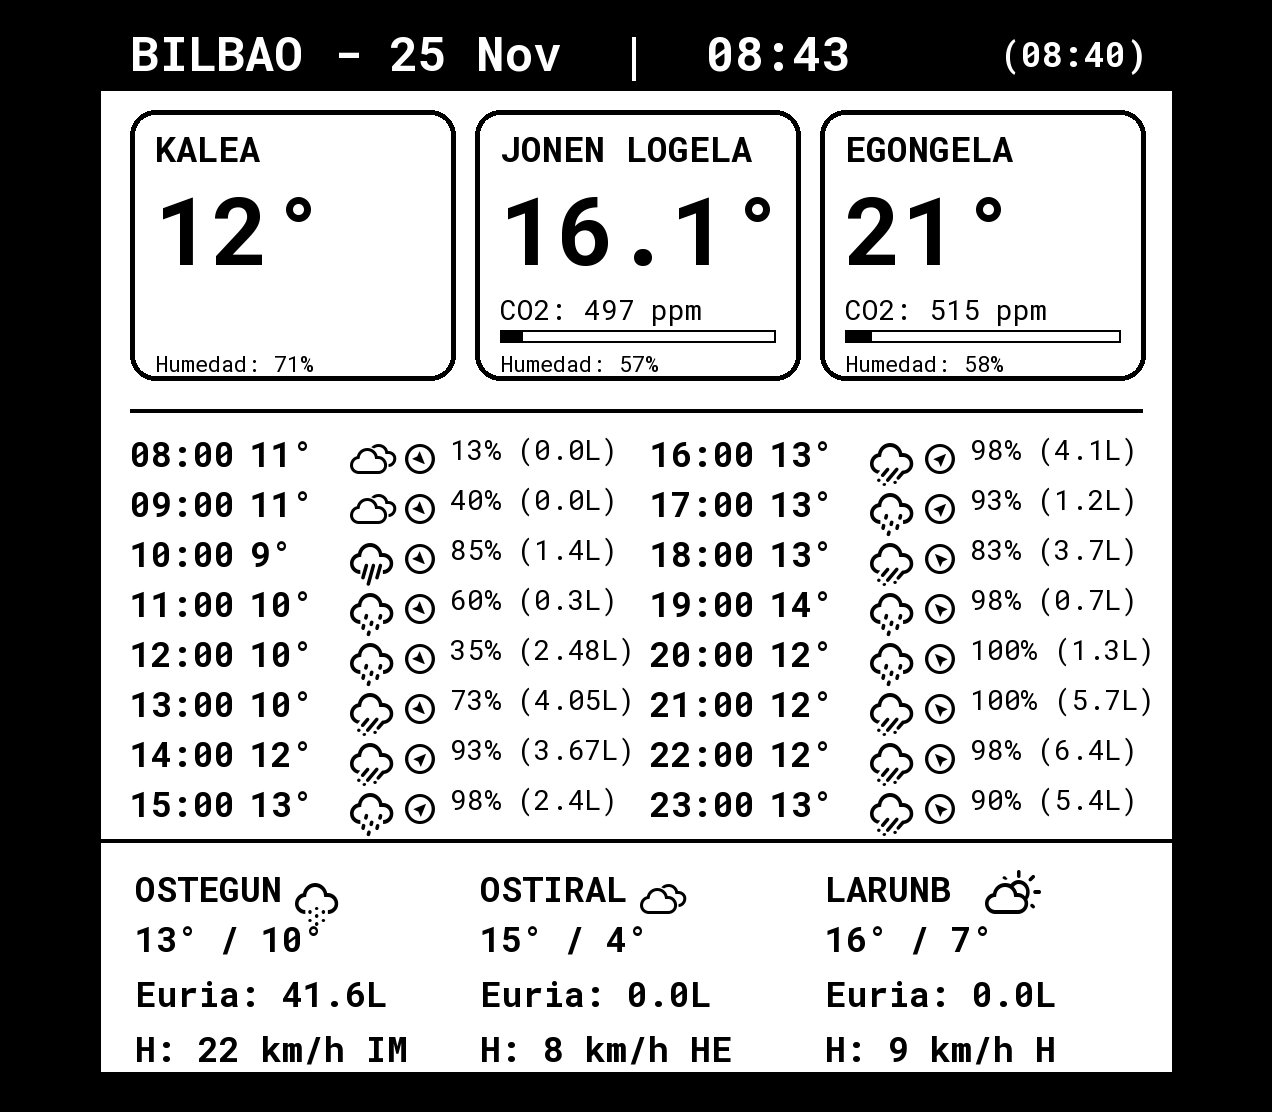 BILBAO - 25 Nov | 08:43 (08:40)
KALEA
12°
Humedad: 71%
JONEN LOGELA
16.1°
CO2: 497 ppm
Humedad: 57%
EGONGELA
21°
CO2: 515 ppm
Humedad: 58%
08:00 11° 13% (0.0L)
09:00 11° 40% (0.0L)
10:00 9° 85% (1.4L)
11:00 10° 60% (0.3L)
12:00 10° 35% (2.48L)
13:00 10° 73% (4.05L)
14:00 12° 93% (3.67L)
15:00 13° 98% (2.4L)
16:00 13° 98% (4.1L)
17:00 13° 93% (1.2L)
18:00 13° 83% (3.7L)
19:00 14° 98% (0.7L)
20:00 12° 100% (1.3L)
21:00 12° 100% (5.7L)
22:00 12° 98% (6.4L)
23:00 13° 90% (5.4L)
OSTEGUN
13° / 10°
Euria: 41.6L
H: 22 km/h IM
OSTIRAL
15° / 4°
Euria: 0.0L
H: 8 km/h HE
LARUNB
16° / 7°
Euria: 0.0L
H: 9 km/h H